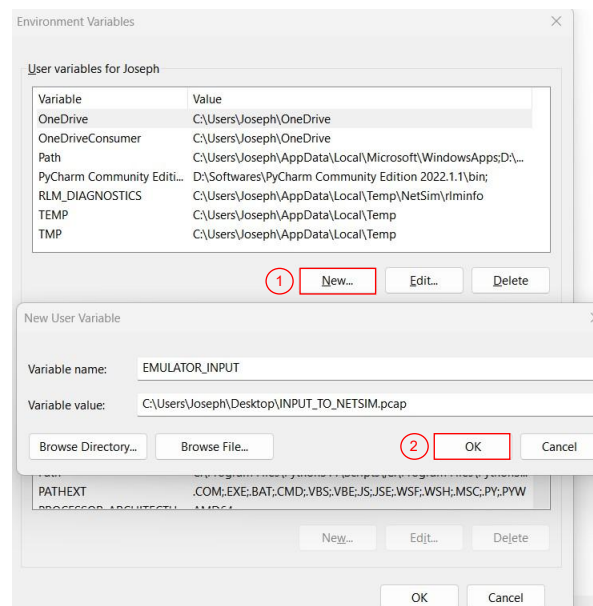 Environment Variables
User variables for Joseph
Variable Value
OneDrive C:\Users\Joseph\OneDrive
OneDriveConsumer C:\Users\Joseph\OneDrive
Path C:\Users\Joseph\AppData\Local\Microsoft\WindowsApps;D:\...
PyCharm Community Editi... D:\Softwares\PyCharm Community Edition 2022.1.1\bin;
RLM_DIAGNOSTICS C:\Users\Joseph\AppData\Local\Temp\NetSim\rlminfo
TEMP C:\Users\Joseph\AppData\Local\Temp
TMP C:\Users\Joseph\AppData\Local\Temp
1 New... Edit... Delete
New User Variable
Variable name: EMULATOR_INPUT
Variable value: C:\Users\Joseph\Desktop\INPUT_TO_NETSIM.pcap
Browse Directory... Browse File... 2 OK Cancel
PATHEXT .COM;.EXE;.BAT;.CMD;.VBS;.VBE;.JS;.JSE;.WSF;.WSH;.MSC;.PY;.PYW
New... Edit... Delete
OK Cancel